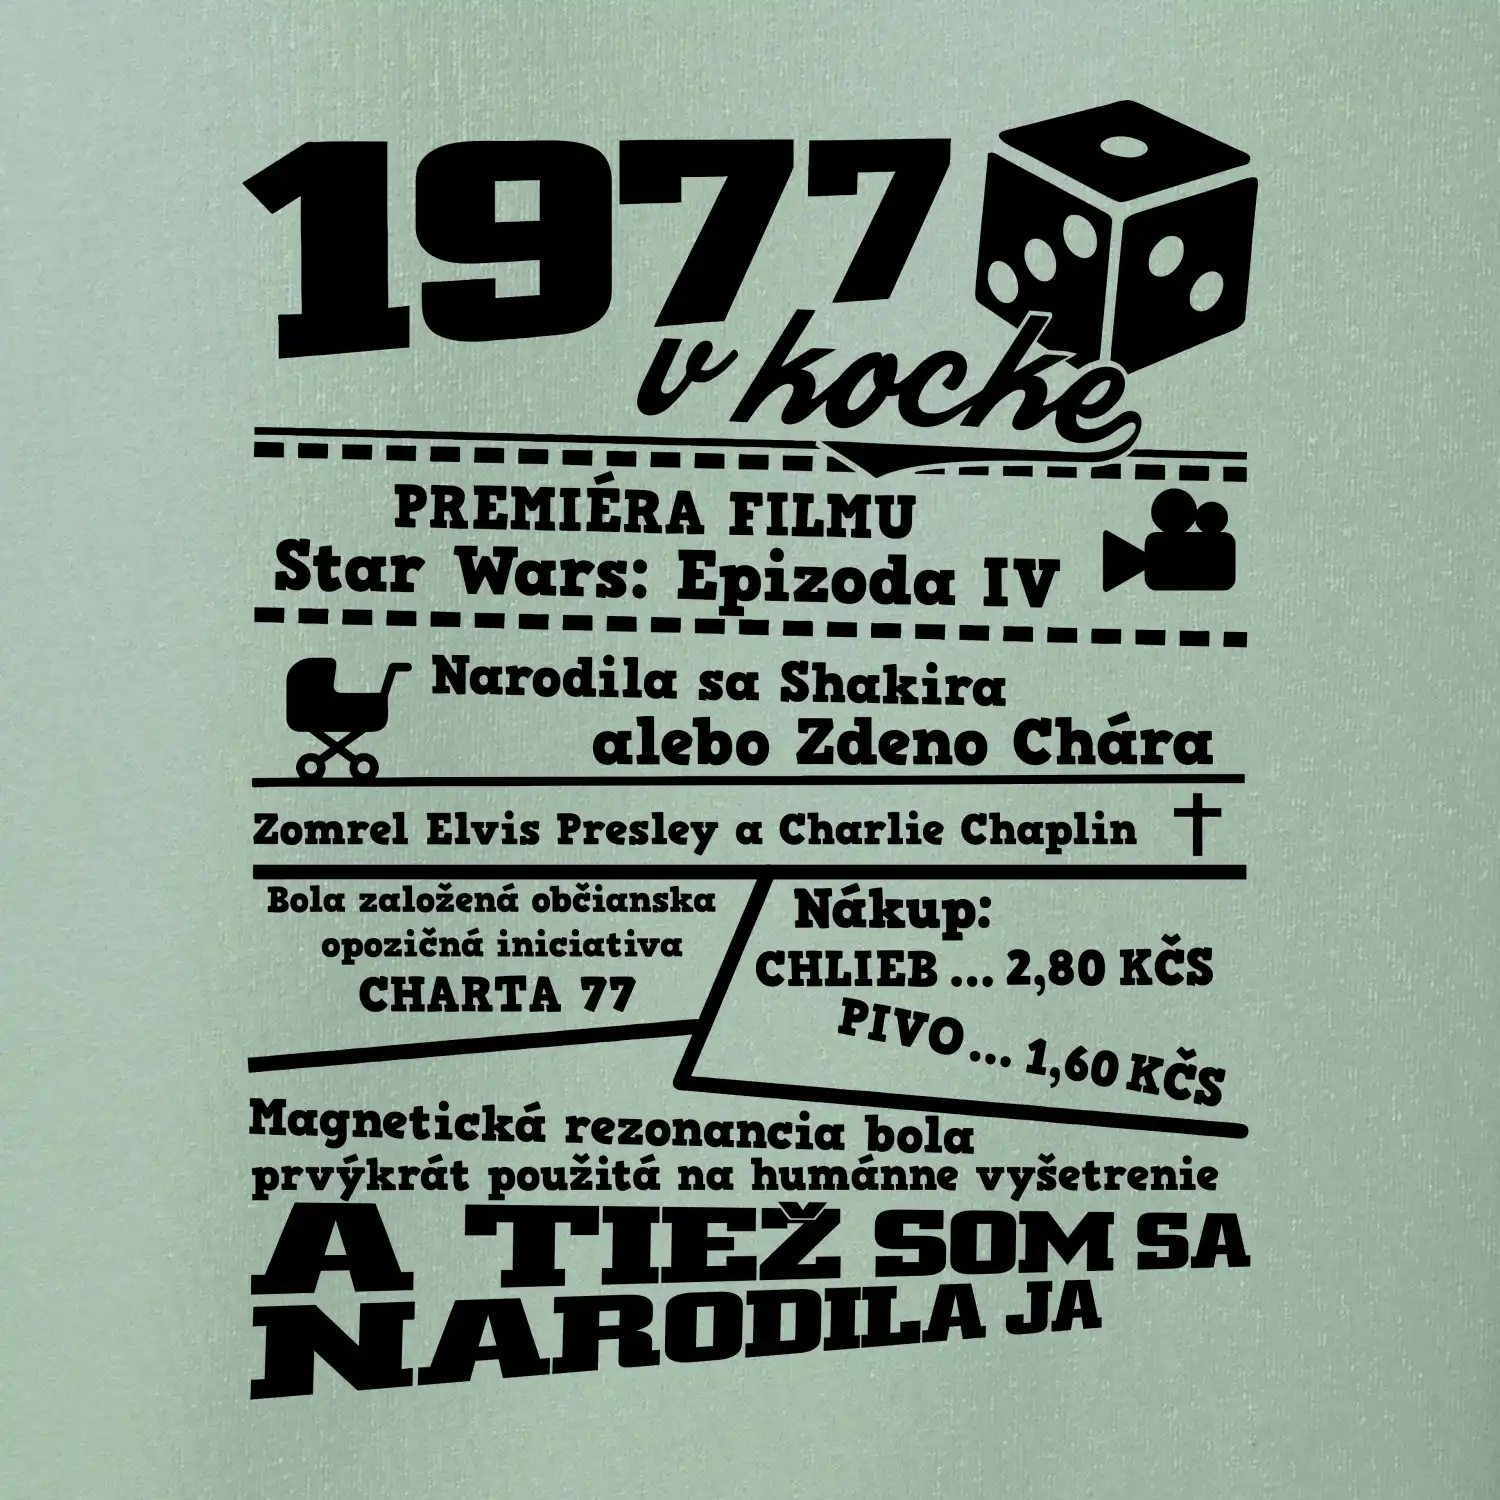 1977
v kocke
PREMIÉRA FILMU
Star Wars: Epizoda IV
Narodila sa Shakira
alebo Zdeno Chára
Zomrel Elvis Presley a Charlie Chaplin
Bola založená občianska
opozičná iniciativa
CHARTA 77
Nákup:
CHLIEB ... 2,80 KČS
PIVO ... 1,60 KČS
Magnetická rezonancia bola
prvýkrát použitá na humánne vyšetrenie
A TIEŽ SOM SA
NARODILA JA